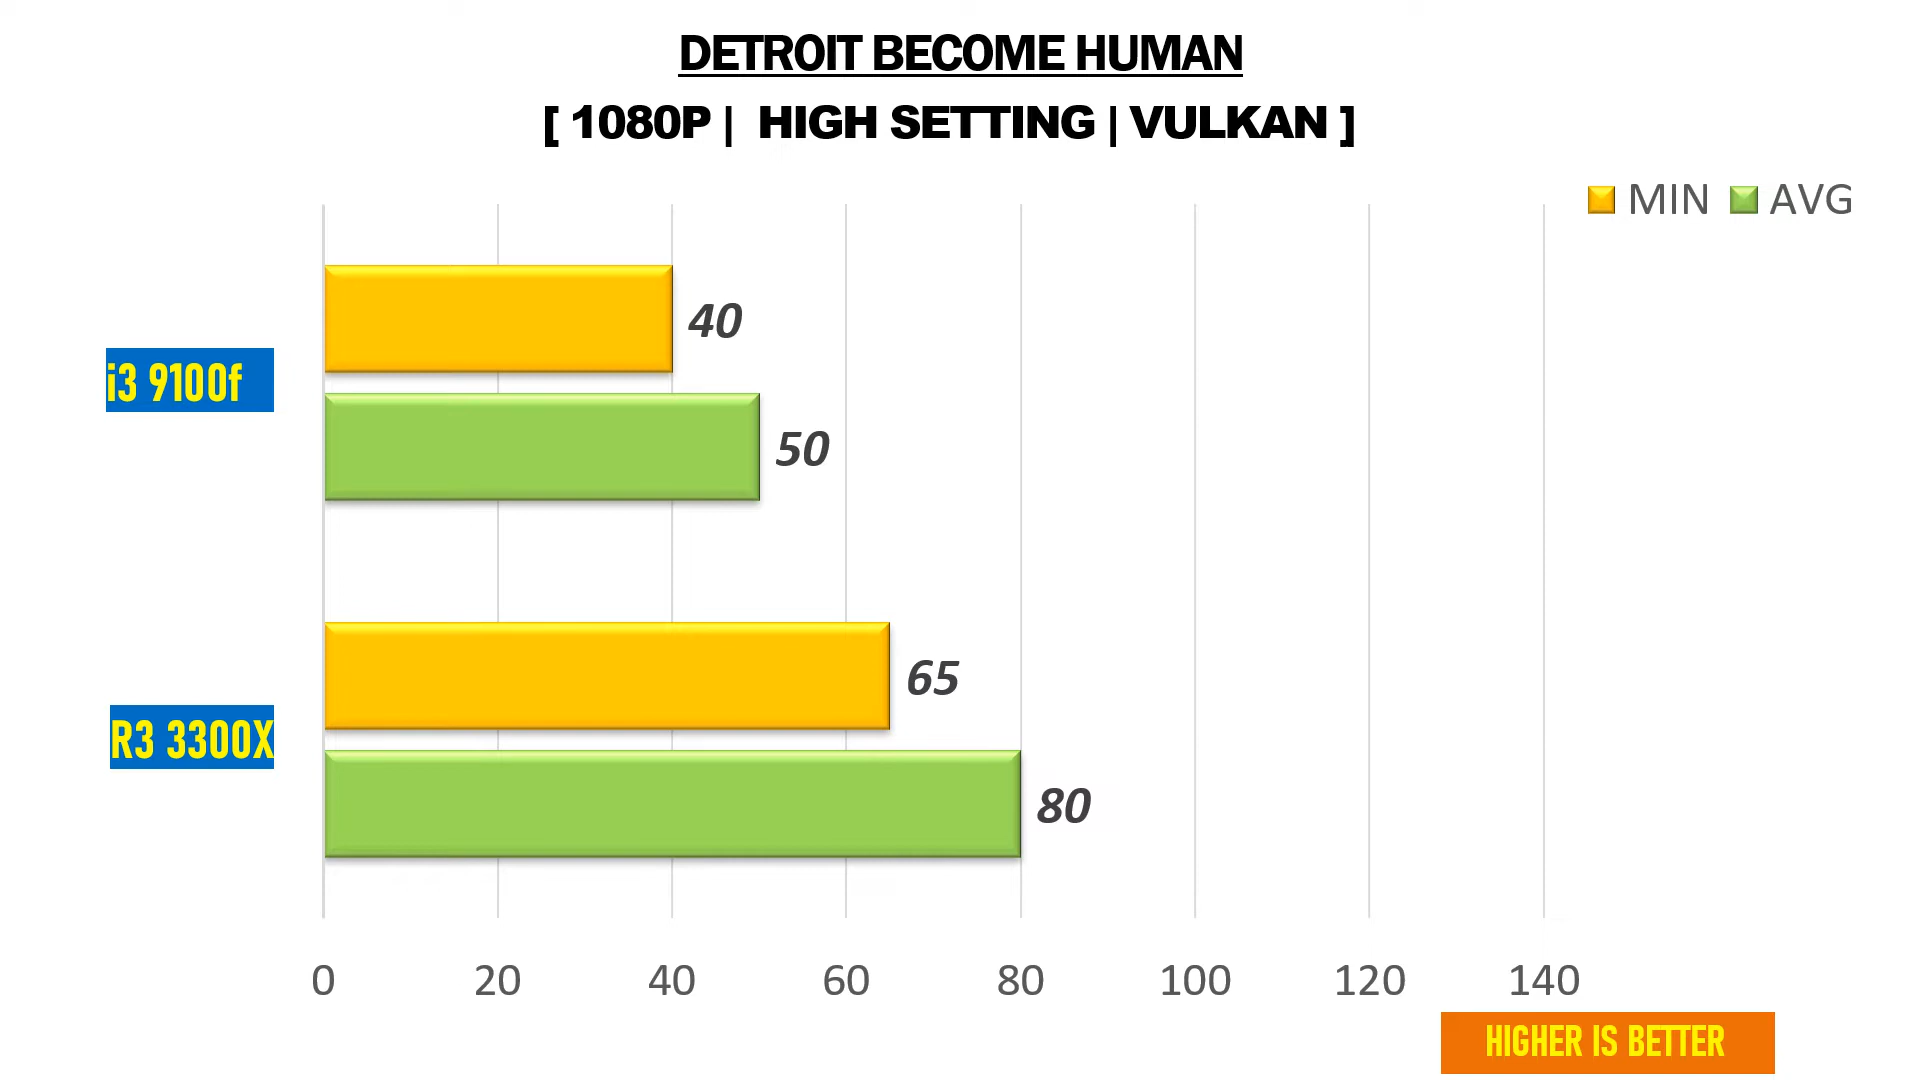 DETROIT BECOME HUMAN
[ 1080P | HIGH SETTING | VULKAN ]
MIN AVG
i3 9100f
40
50
R3 3300X
65
80
0 20 40 60 80 100 120 140
HIGHER IS BETTER